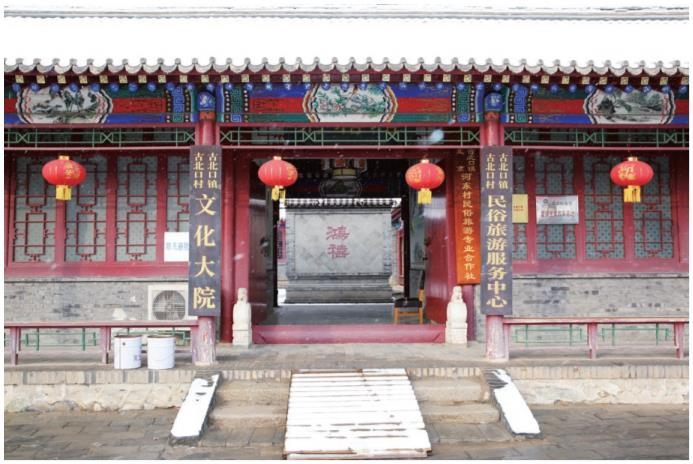 古北口镇
古北口村
文化大院
鸿禧
河东村民俗旅游专业合作社
古北口镇
古北口村
民俗旅游服务中心